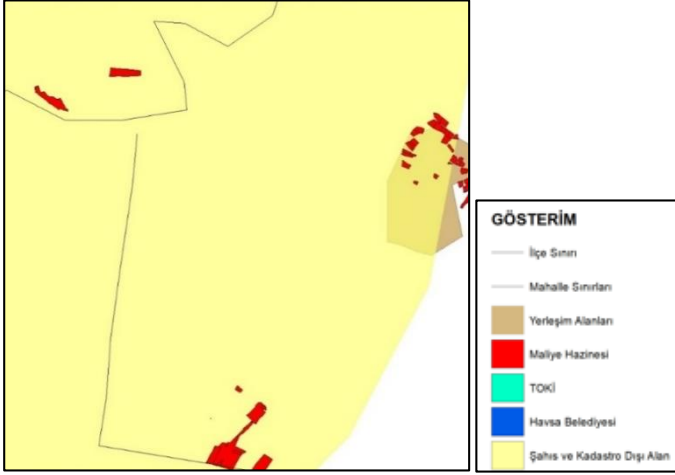 GÖSTERİM
İlçe Sınırı
Mahalle Sınırları
Yerleşim Alanları
Maliye Hazinesi
TOKİ
Havsa Belediyesi
Şahıs ve Kadastro Dışı Alan